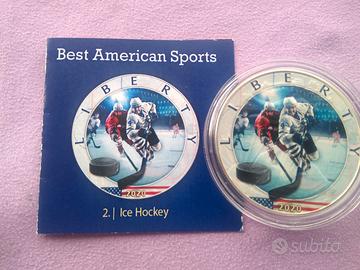 Best American Sports
LIBERTY
2020
2.| Ice Hockey
LIBERTY
2020
subito